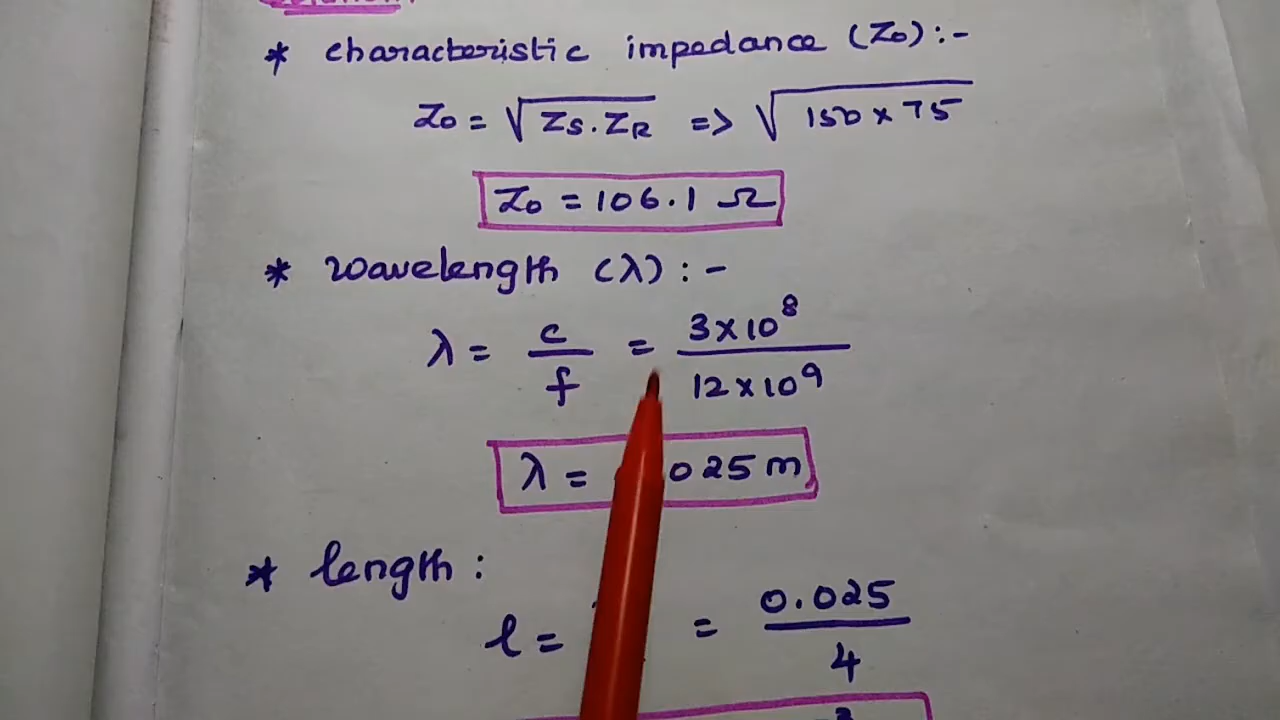 * characteristic impedance (Z₀) :-
Z₀ = √Zs.ZR => √150 x 75
Z₀ = 106.1 Ω
* wavelength (λ) : -
λ = c/f = 3x10⁸/12x10⁹
λ = 025 m
* length :
l = = 0.025/4